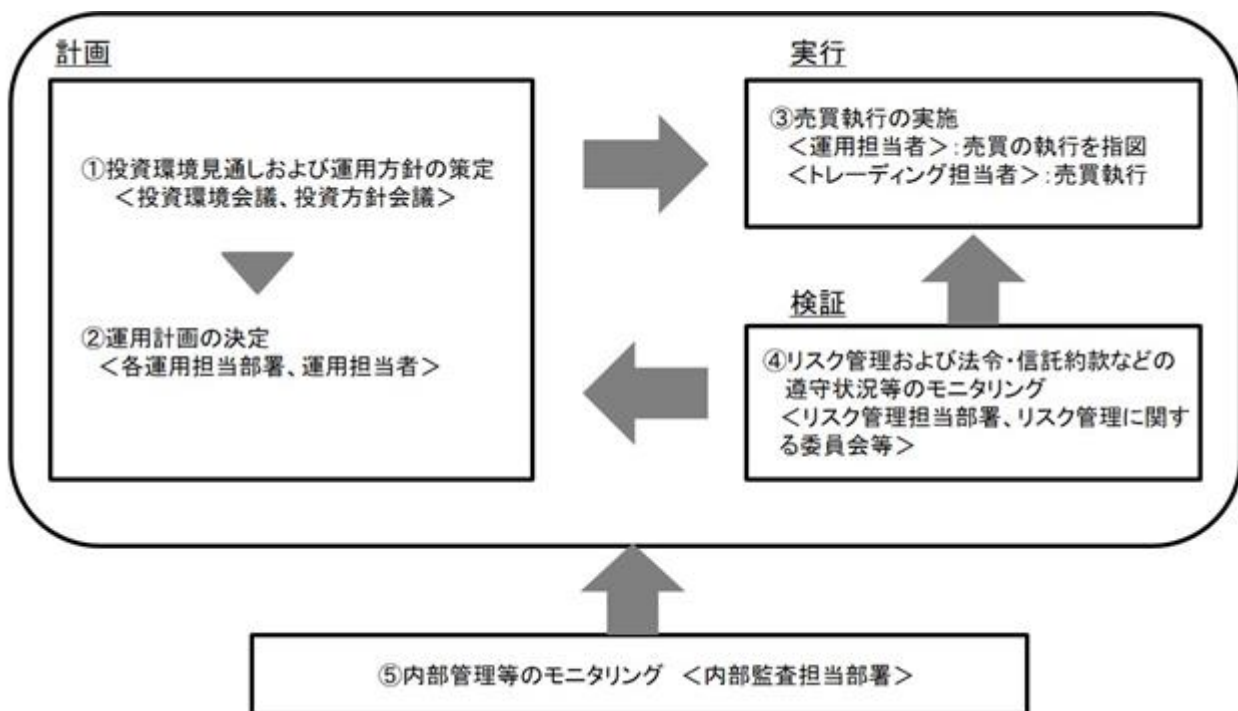 計画
①投資環境見通しおよび運用方針の策定
＜投資環境会議、投資方針会議＞
②運用計画の決定
＜各運用担当部署、運用担当者＞
実行
③売買執行の実施
＜運用担当者＞：売買の執行を指図
＜トレーディング担当者＞：売買執行
検証
④リスク管理および法令・信託約款などの
遵守状況等のモニタリング
＜リスク管理担当部署、リスク管理に関す
る委員会等＞
⑤内部管理等のモニタリング ＜内部監査担当部署＞